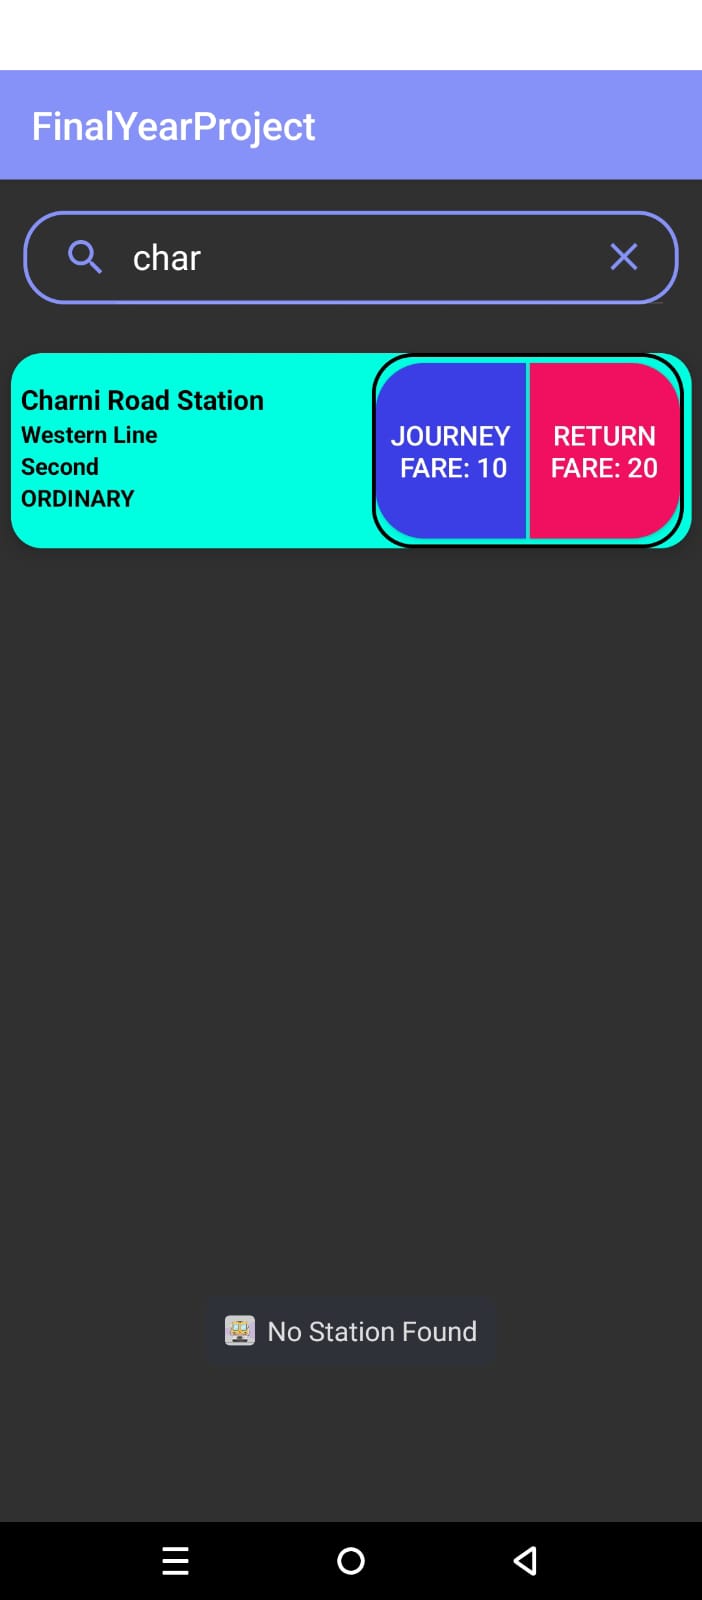 FinalYearProject
char
Charni Road Station
Western Line
Second
ORDINARY
JOURNEY
FARE: 10
RETURN
FARE: 20
No Station Found